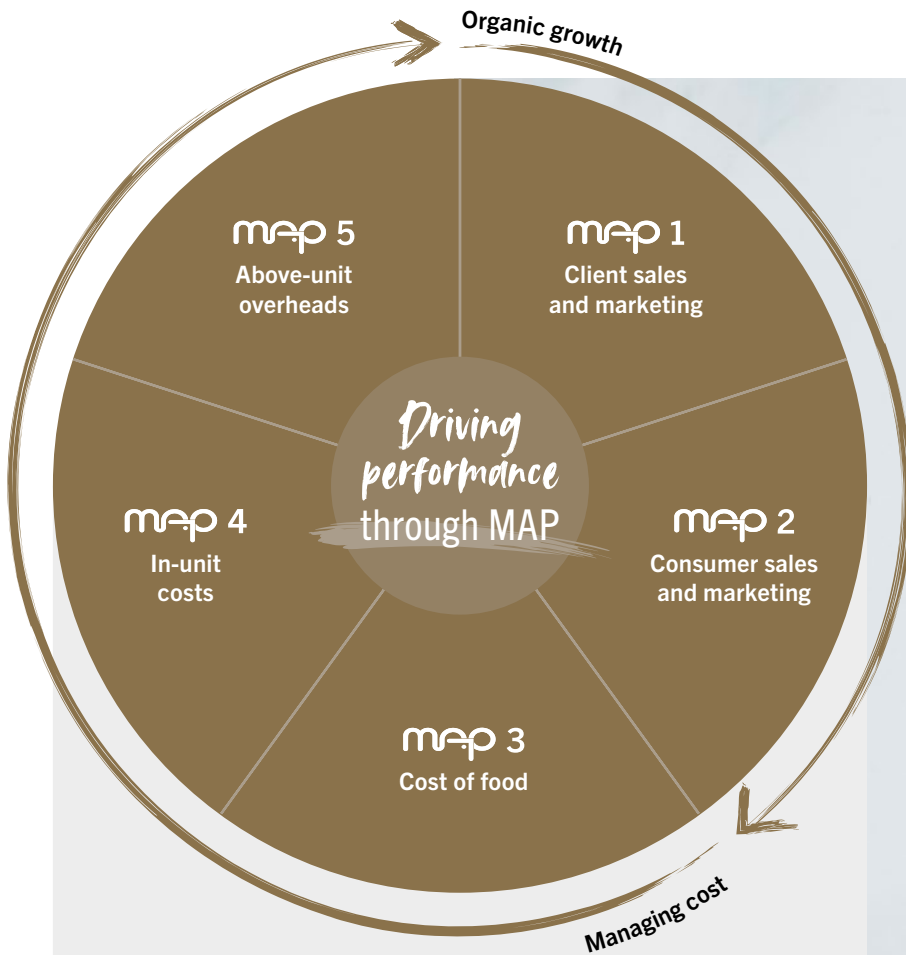 Organic growth
map 5
Above-unit
overheads
map 1
Client sales
and marketing
Driving
performance
through MAP
map 4
In-unit
costs
map 2
Consumer sales
and marketing
map 3
Cost of food
Managing cost